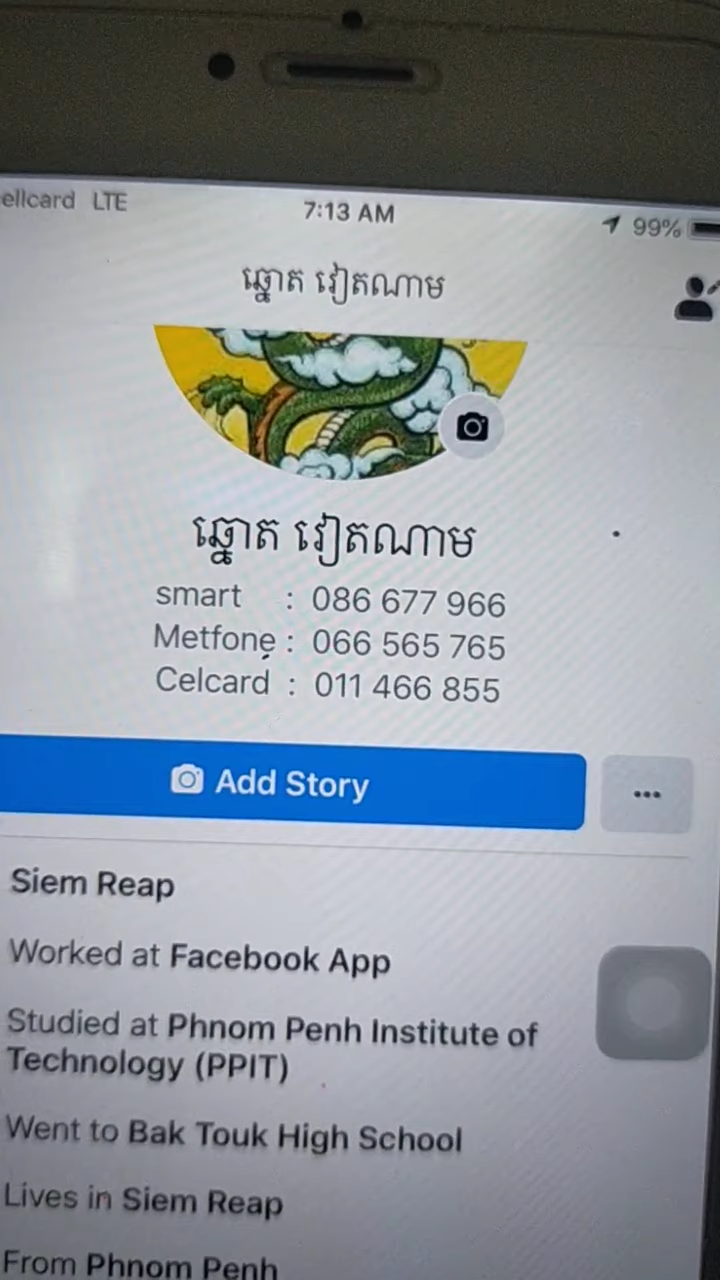 ellcard LTE 7:13 AM 99%
ឆ្នោត វៀតណាម
ឆ្នោត វៀតណាម
smart : 086 677 966
Metfone : 066 565 765
Celcard : 011 466 855
Add Story
Siem Reap
Worked at Facebook App
Studied at Phnom Penh Institute of
Technology (PPIT)
Went to Bak Touk High School
Lives in Siem Reap
From Phnom Penh